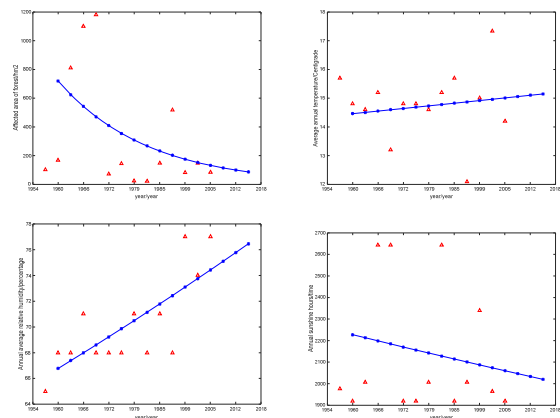 1200
1000
800
600
400
200
0
Affected area of forest/hm2
1954 1960 1966 1972 1979 1985 1999 2005 2012 2018
year/year
18
17
16
15
14
13
12
Average annual temperature/Centigrade
1954 1960 1966 1972 1979 1985 1999 2005 2012 2018
year/year
78
76
74
72
70
68
66
64
Annual average relative humidity/percentage
1954 1960 1966 1972 1979 1985 1999 2005 2012 2018
year/year
2700
2600
2500
2400
2300
2200
2100
2000
1900
Annual sunshine hours/time
1954 1960 1966 1972 1979 1985 1999 2005 2012 2018
year/year